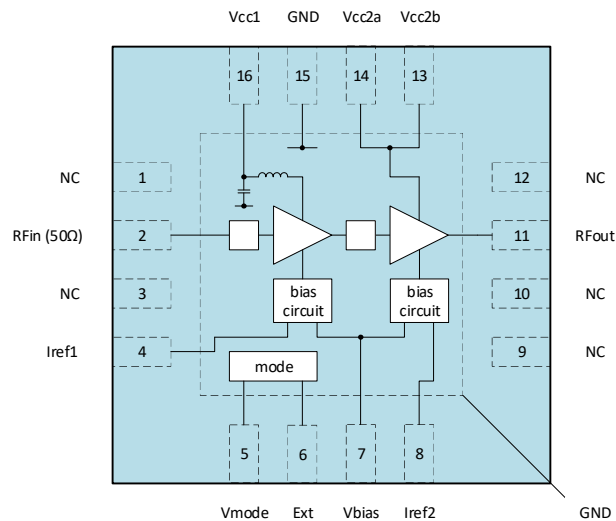 Vcc1 GND Vcc2a Vcc2b
16 15 14 13
NC 1 12 NC
RFin (50Ω) 2 11 RFout
NC 3 bias circuit bias circuit 10 NC
Iref1 4 9 NC
mode
5 6 7 8
Vmode Ext Vbias Iref2 GND